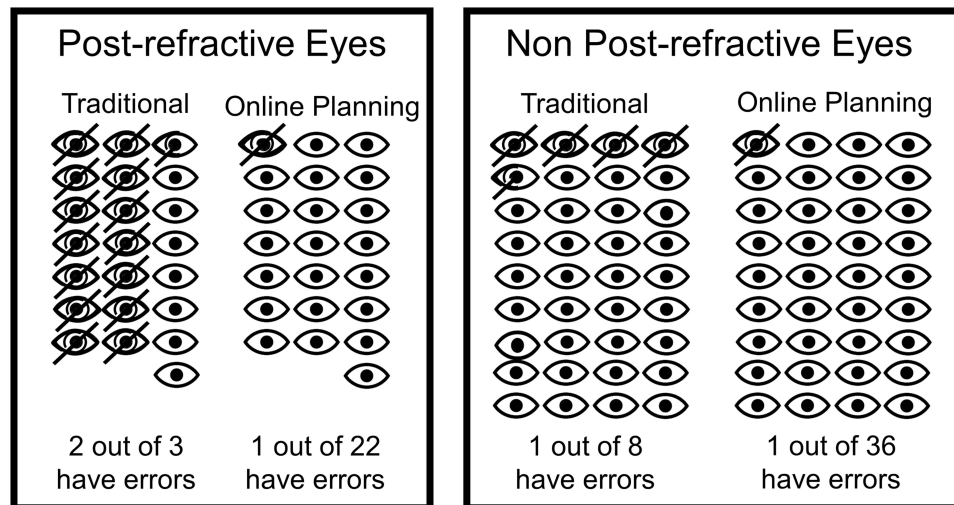 Post-refractive Eyes
Traditional
Online Planning
2 out of 3
have errors
1 out of 22
have errors
Non Post-refractive Eyes
Traditional
Online Planning
1 out of 8
have errors
1 out of 36
have errors